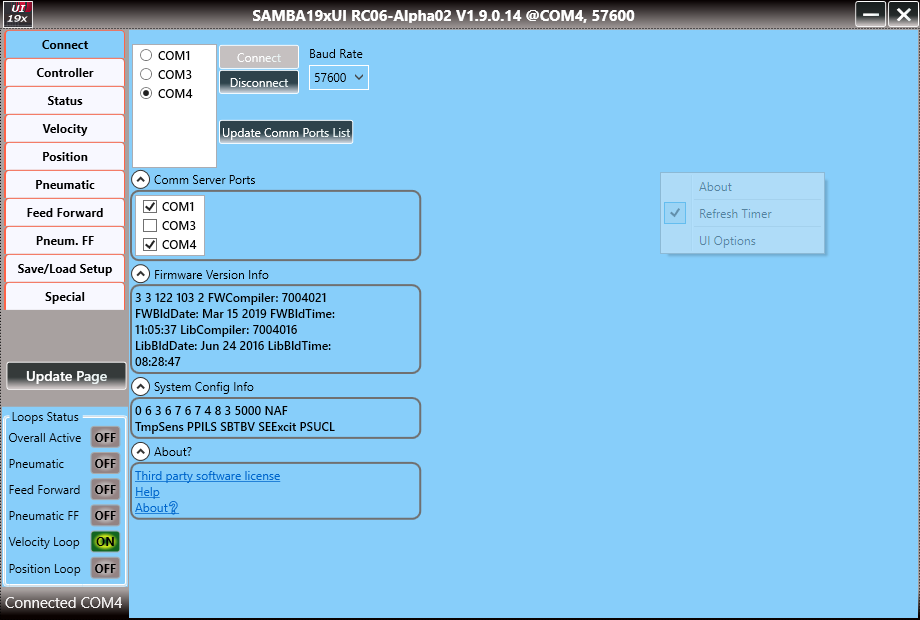 UI
19x
SAMBA19xUI RC06-Alpha02 V1.9.0.14 @COM4, 57600
Connect
Controller
Status
Velocity
Position
Pneumatic
Feed Forward
Pneum. FF
Save/Load Setup
Special
Update Page
Loops Status
Overall Active OFF
Pneumatic OFF
Feed Forward OFF
Pneumatic FF OFF
Velocity Loop ON
Position Loop OFF
Connected COM4
COM1
COM3
COM4
Connect
Disconnect
Baud Rate
57600
Update Comm Ports List
Comm Server Ports
COM1
COM3
COM4
Firmware Version Info
3 3 122 103 2 FWCompiler: 7004021
FWBldDate: Mar 15 2019 FWBldTime:
11:05:37 LibCompiler: 7004016
LibBldDate: Jun 24 2016 LibBldTime:
08:28:47
System Config Info
0 6 3 6 7 6 7 4 8 3 5000 NAF
TmpSens PPILS SBTBV SEExcit PSUCL
About?
Third party software license
Help
About?
About
Refresh Timer
UI Options